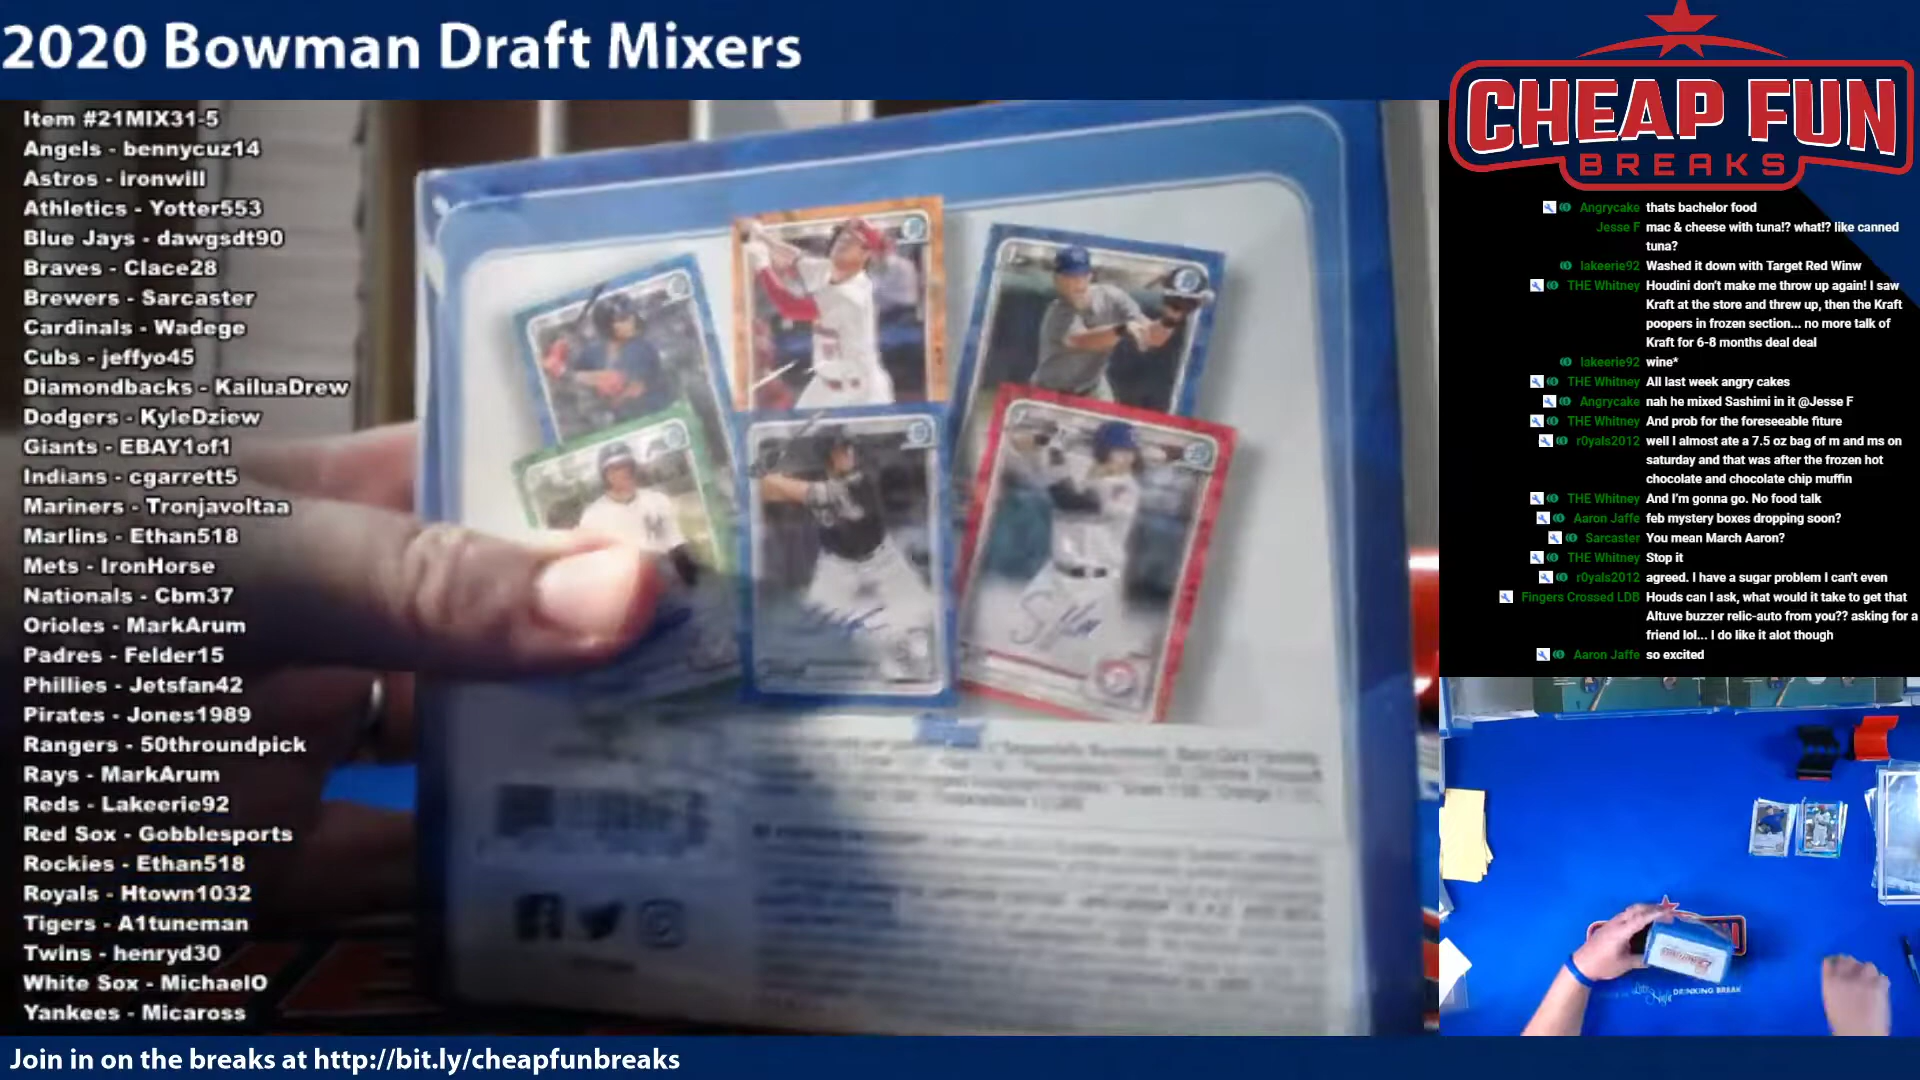 2020 Bowman Draft Mixers
Item #21MIX31-5
Angels - bennycuz14
Astros - ironwill
Athletics - Yotter553
Blue Jays - dawgsdt90
Braves - Clace28
Brewers - Sarcaster
Cardinals - Wadege
Cubs - jeffyo45
Diamondbacks - KailuaDrew
Dodgers - KyleDziew
Giants - EBAY1of1
Indians - cgarrett5
Mariners - Tronjavoltaa
Marlins - Ethan518
Mets - IronHorse
Nationals - Cbm37
Orioles - MarkArum
Padres - Felder15
Phillies - Jetsfan42
Pirates - Jones1989
Rangers - 50throundpick
Rays - MarkArum
Reds - Lakeerie92
Red Sox - Gobblesports
Rockies - Ethan518
Royals - Htown1032
Tigers - A1tuneman
Twins - henryd30
White Sox - MichaelO
Yankees - Micaross
Join in on the breaks at http://bit.ly/cheapfunbreaks
CHEAP FUN
BREAKS
Angrycake thats bachelor food
Jesse F mac & cheese with tuna!? what!? like canned
tuna?
lakeerie92 Washed it down with Target Red Winw
THE Whitney Houdini don't make me throw up again! I saw
Kraft at the store and threw up, then the Kraft
poopers in frozen section... no more talk of
Kraft for 6-8 months deal deal
lakeerie92 wine*
THE Whitney All last week angry cakes
Angrycake nah he mixed Sashimi in it @Jesse F
THE Whitney And prob for the foreseeable fiture
r0yals2012 well I almost ate a 7.5 oz bag of m and ms on
saturday and that was after the frozen hot
chocolate and chocolate chip muffin
THE Whitney And I'm gonna go. No food talk
Aaron Jaffe feb mystery boxes dropping soon?
Sarcaster You mean March Aaron?
THE Whitney Stop it
r0yals2012 agreed. I have a sugar problem I can't even
Fingers Crossed LDB Houds can I ask, what would it take to get that
Altuve buzzer relic-auto from you?? asking for a
friend lol... I do like it alot though
Aaron Jaffe so excited
DRINKING BREAK